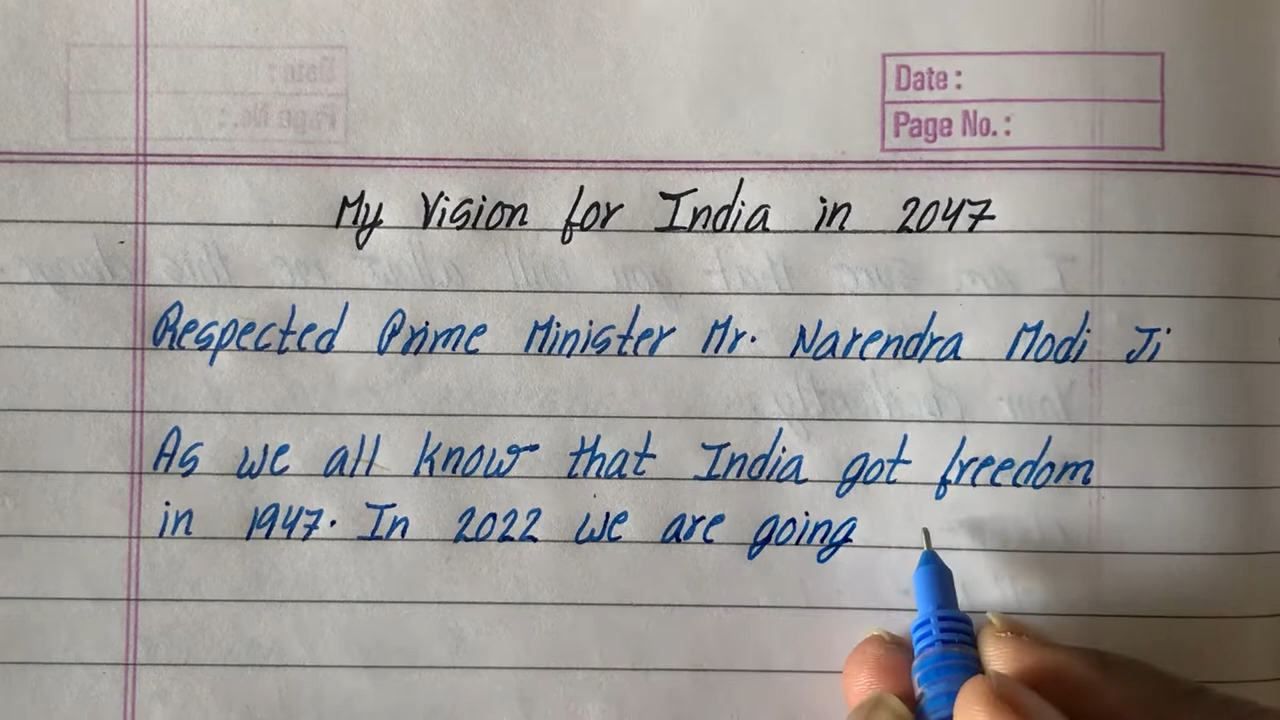 Date :
Page No. :
My Vision for India in 2047
Respected Prime Minister Mr. Narendra Modi Ji
As we all know that India got freedom
in 1947. In 2022 we are going